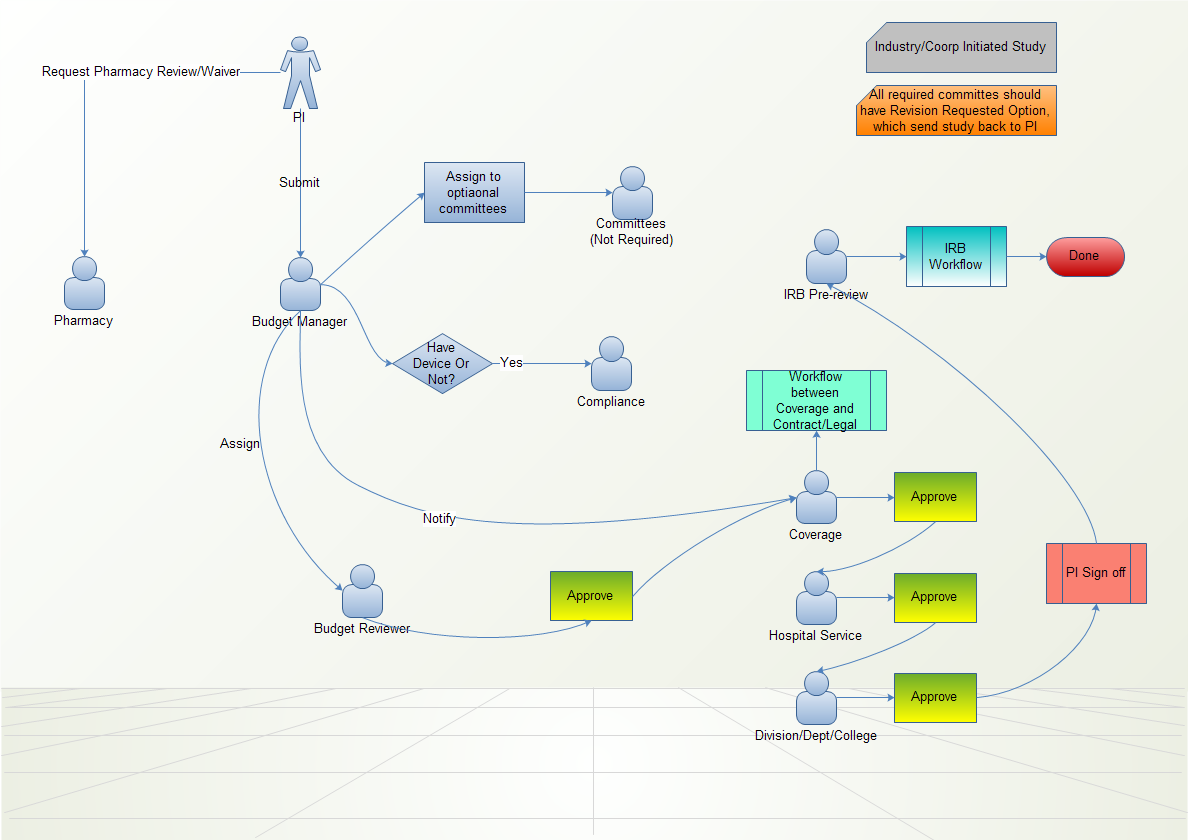 Industry/Coorp Initiated Study
All required committes should
have Revision Requested Option,
which send study back to PI
Request Pharmacy Review/Waiver
PI
Submit
Assign to
optiaonal
committees
Committees
(Not Required)
IRB Pre-review
IRB
Workflow
Done
Pharmacy
Budget Manager
Have
Device Or
Not?
Yes
Compliance
Workflow
between
Coverage and
Contract/Legal
Assign
Notify
Coverage
Approve
PI Sign off
Budget Reviewer
Approve
Hospital Service
Approve
Division/Dept/College
Approve